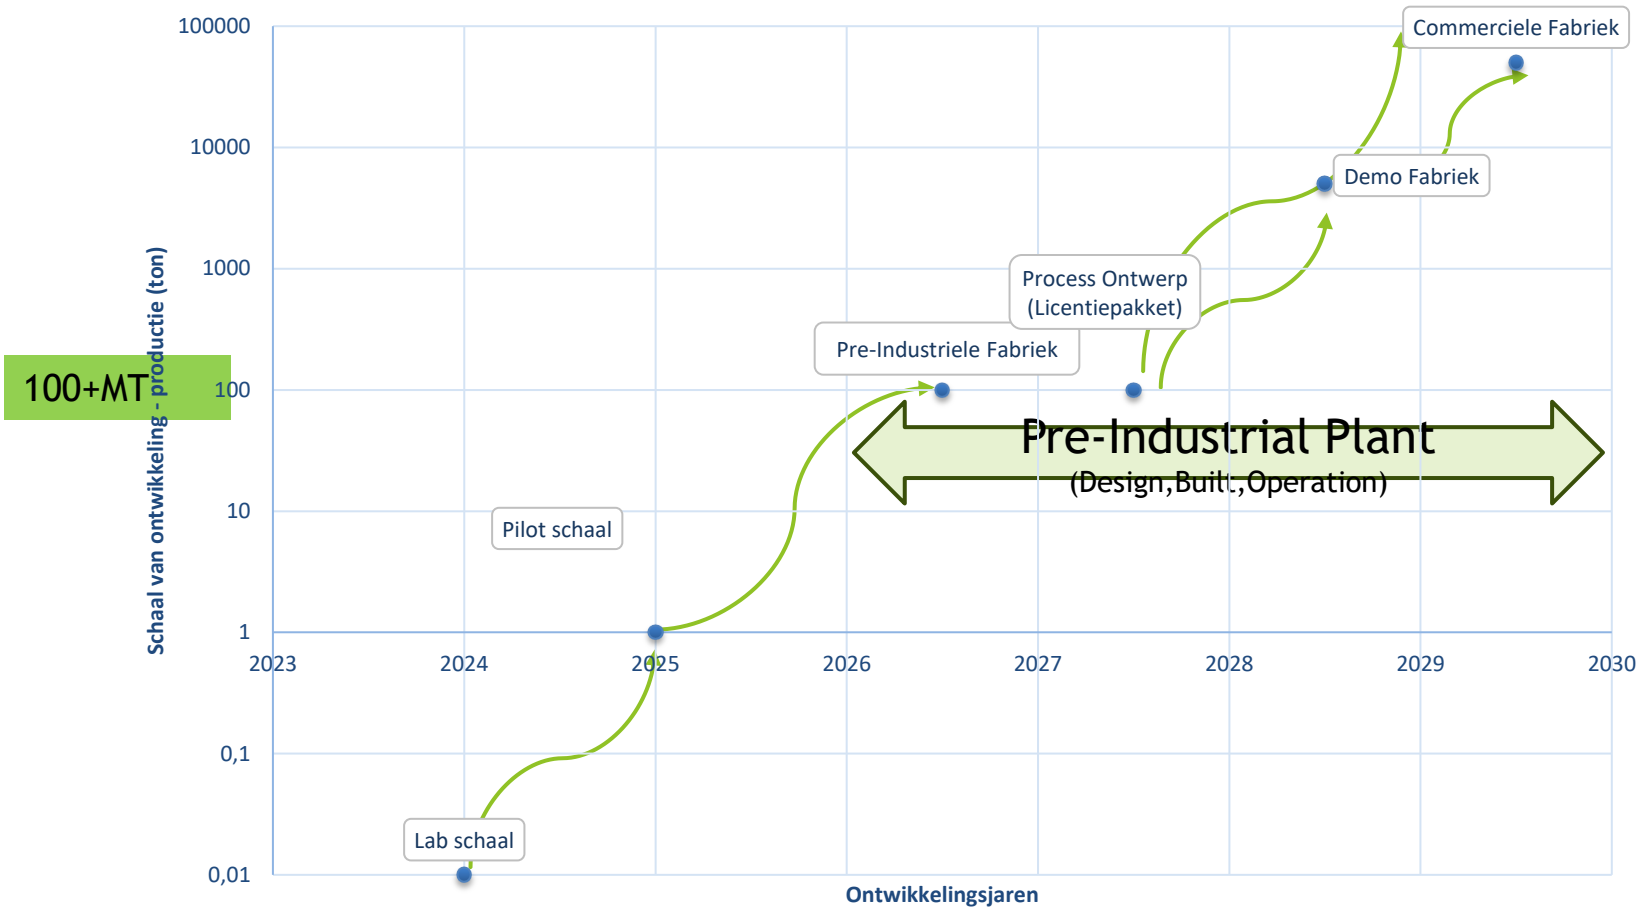 100000
Commerciele Fabriek
10000
Demo Fabriek
1000
Process Ontwerp
(Licentiepakket)
Pre-Industriele Fabriek
100+MT
100
Pre-Industrial Plant
(Design,Built,Operation)
10
Pilot schaal
1
Schaal van ontwikkeling - productie (ton)
2023
2024
2025
2026
2027
2028
2029
2030
0,1
Lab schaal
0,01
Ontwikkelingsjaren